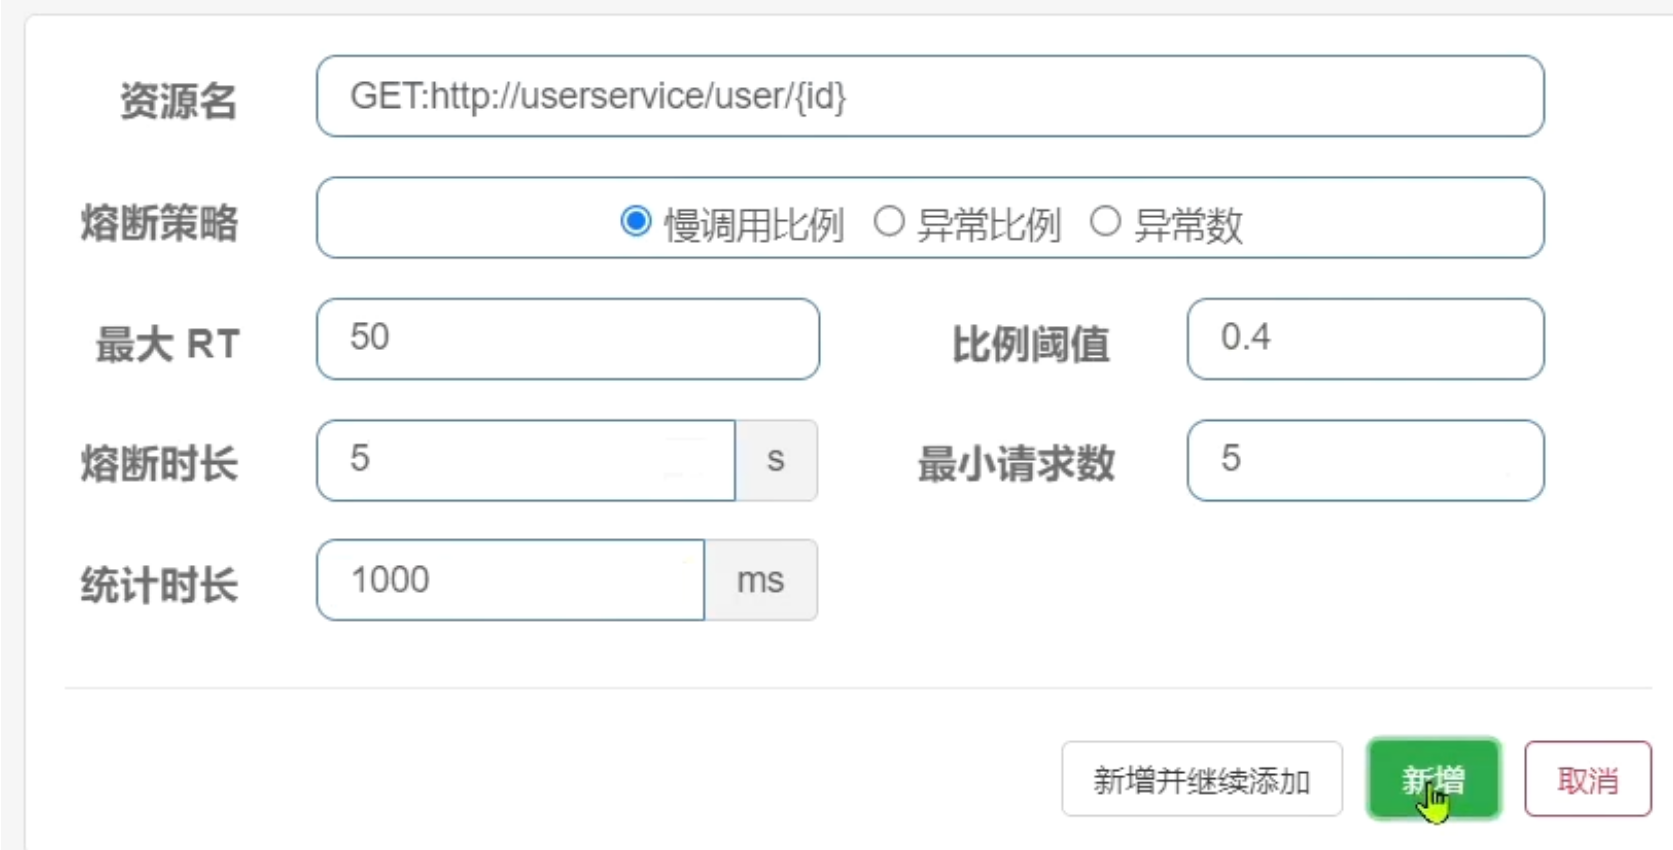 资源名 GET:http://userservice/user/{id}
熔断策略 慢调用比例 异常比例 异常数
最大 RT 50 比例阈值 0.4
熔断时长 5 s 最小请求数 5
统计时长 1000 ms
新增并继续添加 新增 取消